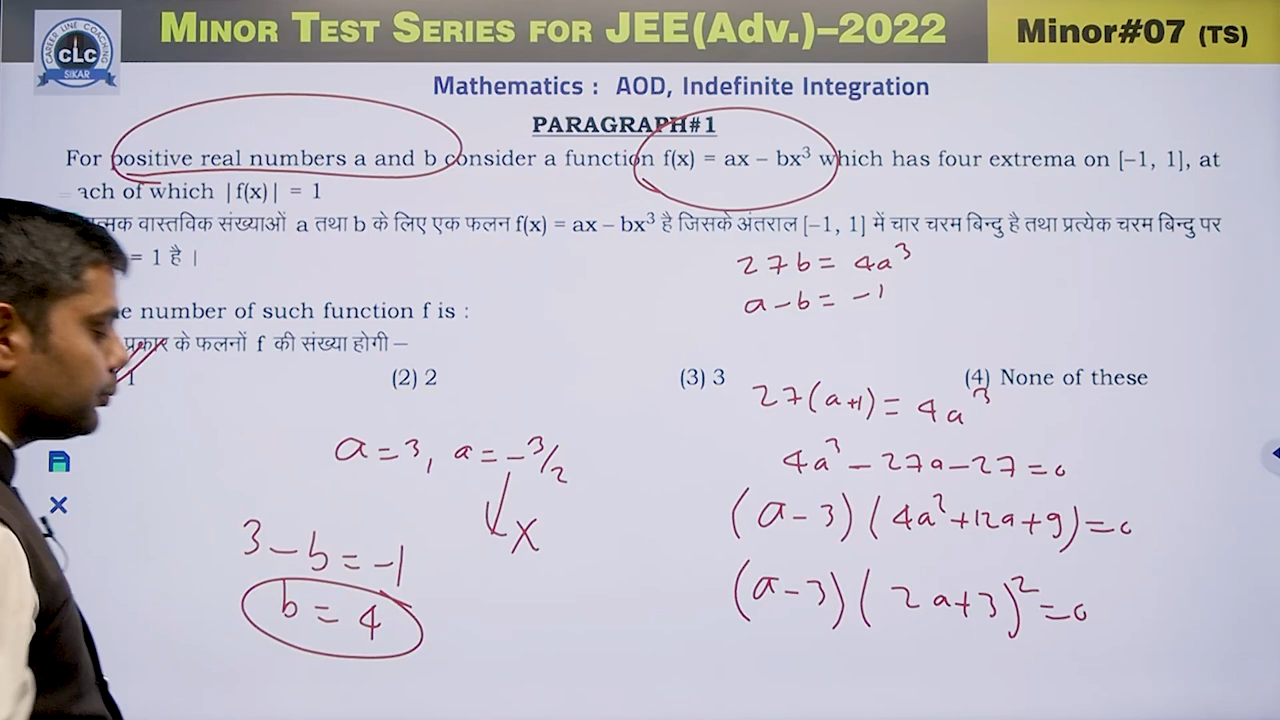 MINOR TEST SERIES FOR JEE(Adv.)–2022
Minor#07 (TS)
CAREER LINE COACHING
CLC
SIKAR
Mathematics : AOD, Indefinite Integration
PARAGRAPH#1
For positive real numbers a and b consider a function f(x) = ax – bx³ which has four extrema on [–1, 1], at
ach of which |f(x)| = 1
मक वास्तविक संख्याओं a तथा b के लिए एक फलन f(x) = ax – bx³ है जिसके अंतराल [–1, 1] में चार चरम बिन्दु है तथा प्रत्येक चरम बिन्दु पर
= 1 है।
27b = 4a³
a-b = -1
e number of such function f is :
प्रकार के फलनों f की संख्या होगी –
1
(2) 2
(3) 3
(4) None of these
27(a+1) = 4a³
4a³ - 27a - 27 = 0
(a-3)(4a²+12a+9)=0
(a-3)(2a+3)²=0
a=3, a=-3/2
X
3-b=-1
b = 4